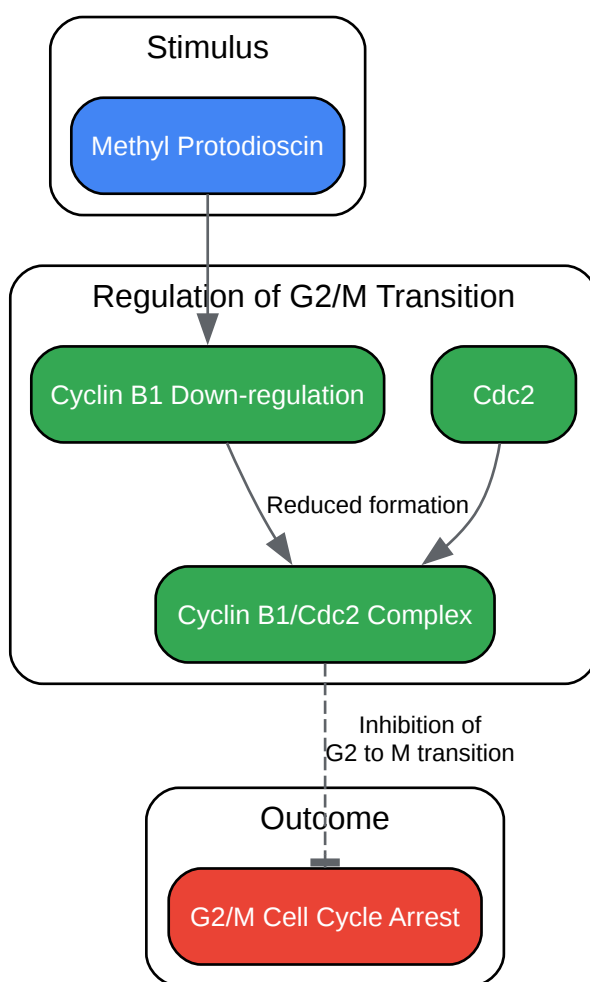 Stimulus
Methyl Protodioscin
Regulation of G2/M Transition
Cyclin B1 Down-regulation
Cdc2
Reduced formation
Cyclin B1/Cdc2 Complex
Inhibition of
G2 to M transition
Outcome
G2/M Cell Cycle Arrest